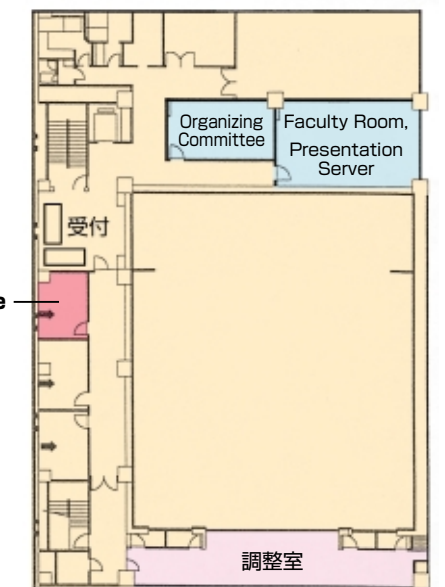 Organizing
Committee
Faculty Room,
Presentation
Server
受付
e
調整室